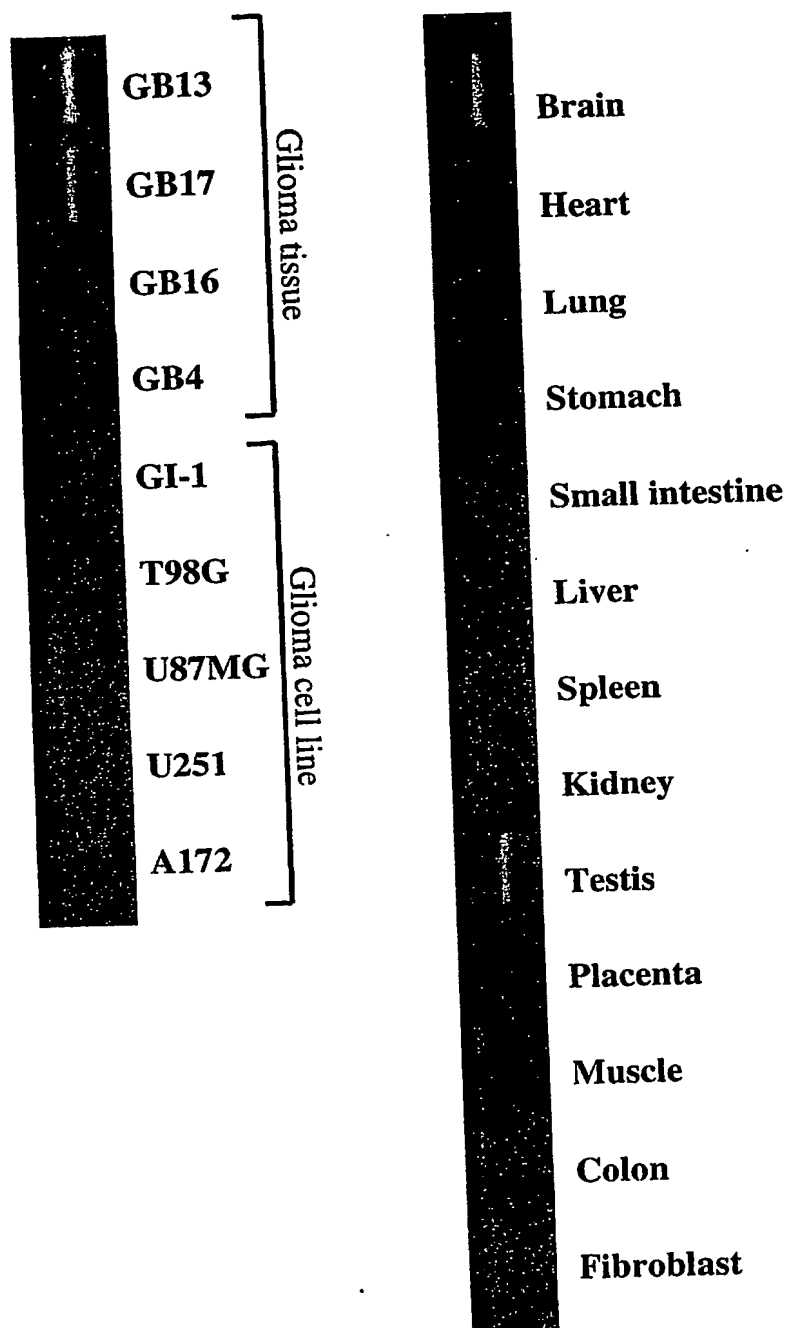 GB13
GB17
GB16
GB4
Glioma tissue
GI-1
T98G
U87MG
U251
A172
Glioma cell line
Brain
Heart
Lung
Stomach
Small intestine
Liver
Spleen
Kidney
Testis
Placenta
Muscle
Colon
Fibroblast